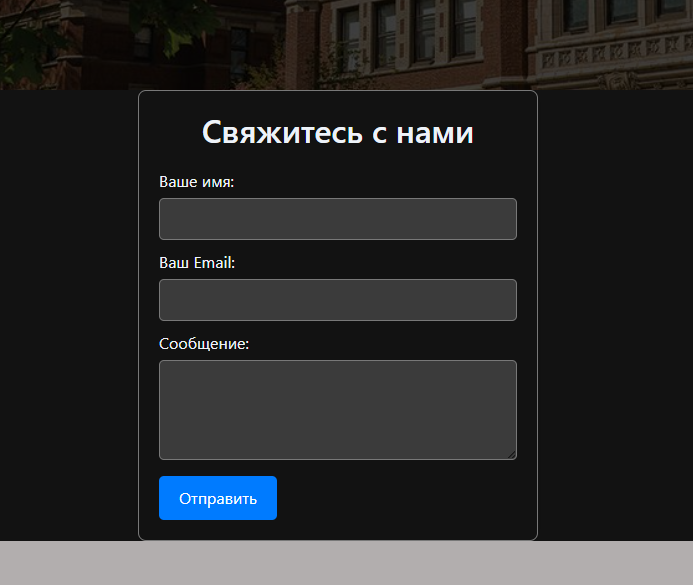 Свяжитесь с нами
Ваше имя:
Ваш Email:
Сообщение:
Отправить